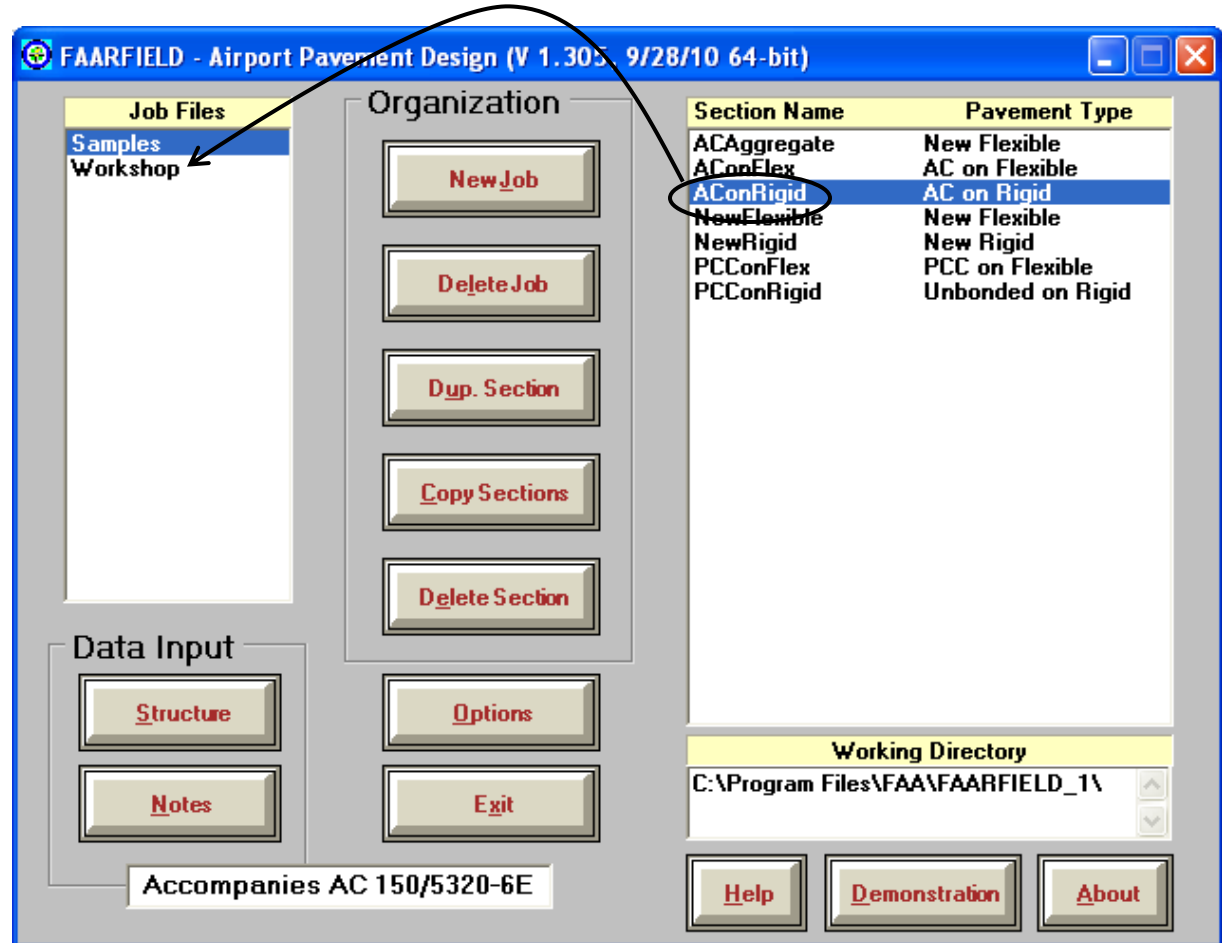 FAARFIELD - Airport Pavement Design (V 1.305, 9/28/10 64-bit)
Job Files
Samples
Workshop
Organization
New Job
Delete Job
Dup. Section
Copy Sections
Delete Section
Options
Exit
Data Input
Structure
Notes
Accompanies AC 150/5320-6E
Section Name Pavement Type
ACAggregate New Flexible
AConFlex AC on Flexible
AConRigid AC on Rigid
NewFlexible New Flexible
NewRigid New Rigid
PCConFlex PCC on Flexible
PCConRigid Unbonded on Rigid
Working Directory
C:\Program Files\FAA\FAARFIELD_1\
Help Demonstration About